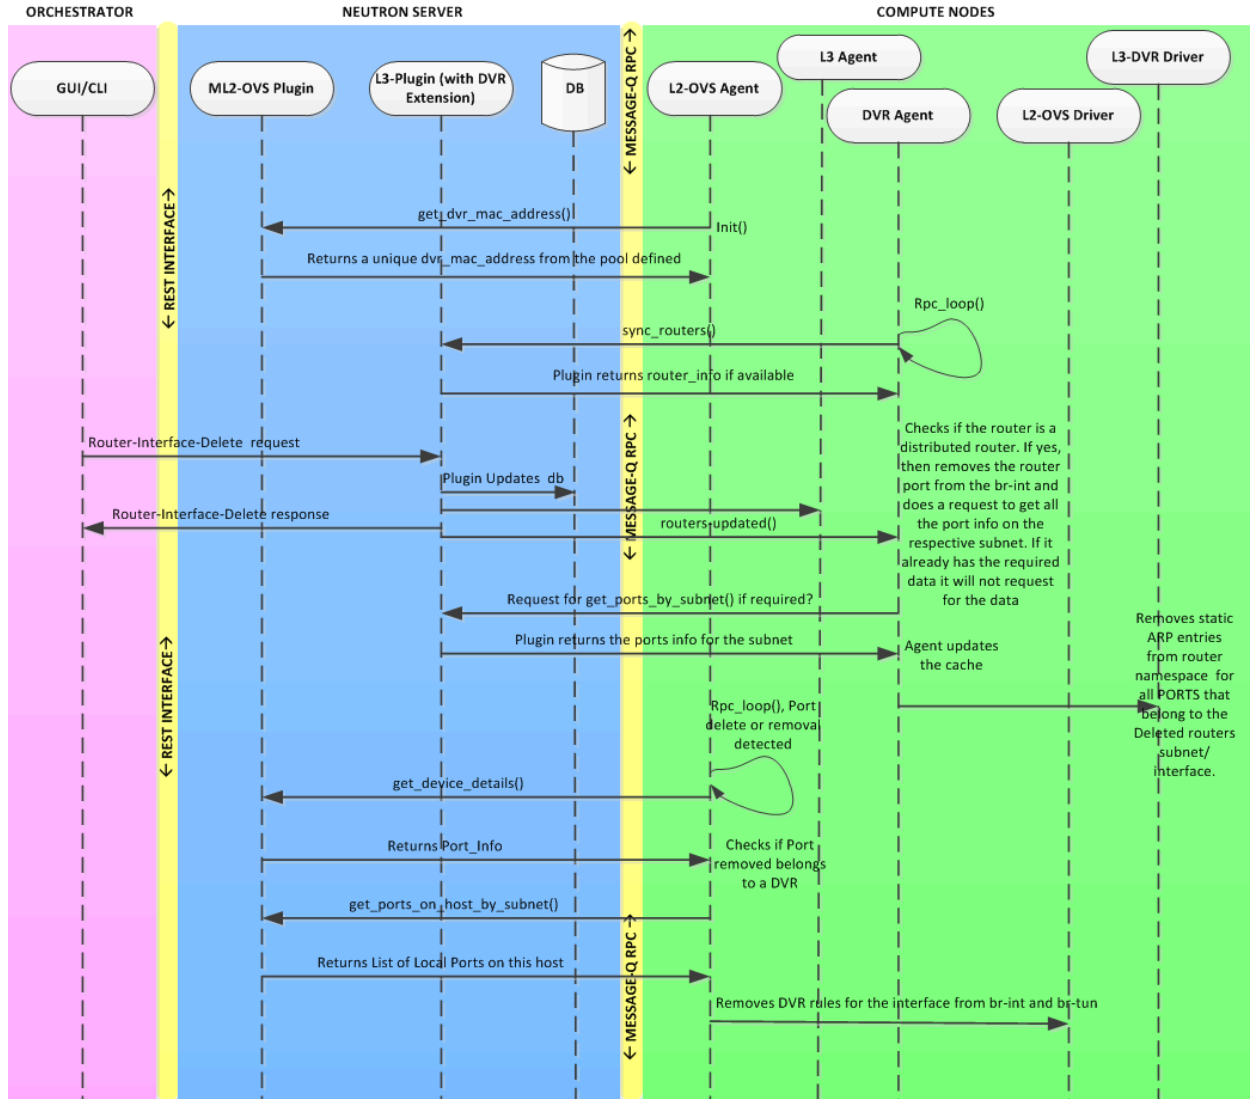 ORCHESTRATOR
NEUTRON SERVER
COMPUTE NODES
GUI/CLI
ML2-OVS Plugin
L3-Plugin (with DVR
Extension)
DB
← MESSAGE-Q RPC →
L2-OVS Agent
L3 Agent
DVR Agent
L2-OVS Driver
L3-DVR Driver
← REST INTERFACE→
get_dvr_mac_address()
Init()
Returns a unique dvr_mac_address from the pool defined
Rpc_loop()
sync_routers()
Plugin returns router_info if available
← MESSAGE-Q RPC →
Checks if the router is a
distributed router. If yes,
then removes the router
port from the br-int and
does a request to get all
the port info on the
respective subnet. If it
already has the required
data it will not request
for the data
Router-Interface-Delete request
Plugin Updates db
Router-Interface-Delete response
routers-updated()
Request for get_ports_by_subnet() if required?
← REST INTERFACE→
Plugin returns the ports info for the subnet
Agent updates
the cache
Removes static
ARP entries
from router
namespace for
all PORTS that
belong to the
Deleted routers
subnet/
interface.
Rpc_loop(), Port
delete or removal
detected
get_device_details()
Returns Port_Info
Checks if Port
removed belongs
to a DVR
get_ports_on_host_by_subnet()
← MESSAGE-Q RPC →
Returns List of Local Ports on this host
Removes DVR rules for the interface from br-int and br-tun